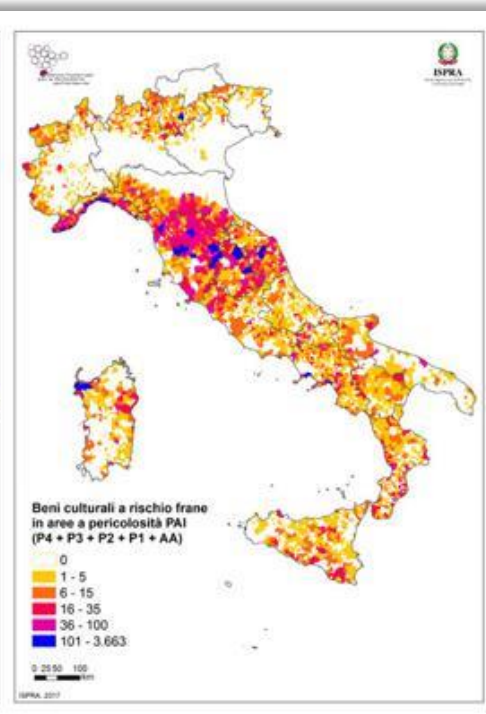 ISPRA
Beni culturali a rischio frane
in aree a pericolosità PAI
(P4 + P3 + P2 + P1 + AA)
0
1 - 5
6 - 15
16 - 35
36 - 100
101 - 3.663
0 25 50 100
km
ISPRA, 2017